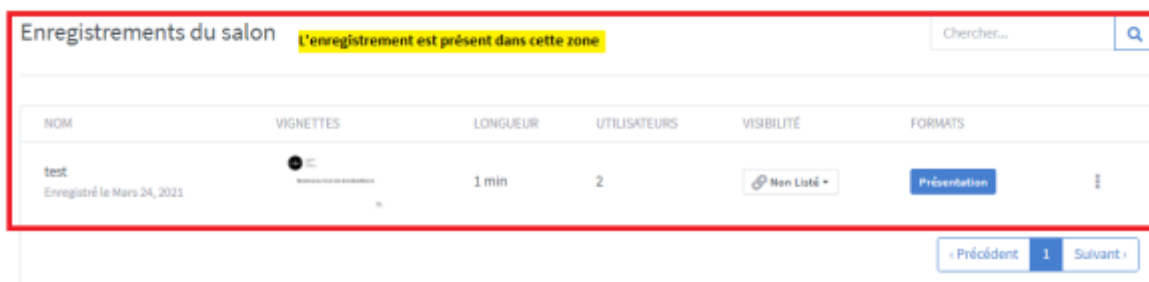 Enregistrements du salon
L'enregistrement est présent dans cette zone
Chercher...
NOM VIGNETTES LONGUEUR UTILISATEURS VISIBILITÉ FORMATS
test
Enregistré le Mars 24, 2021
1 min 2 Non Listé Présentation
‹ Précédent 1 Suivant ›